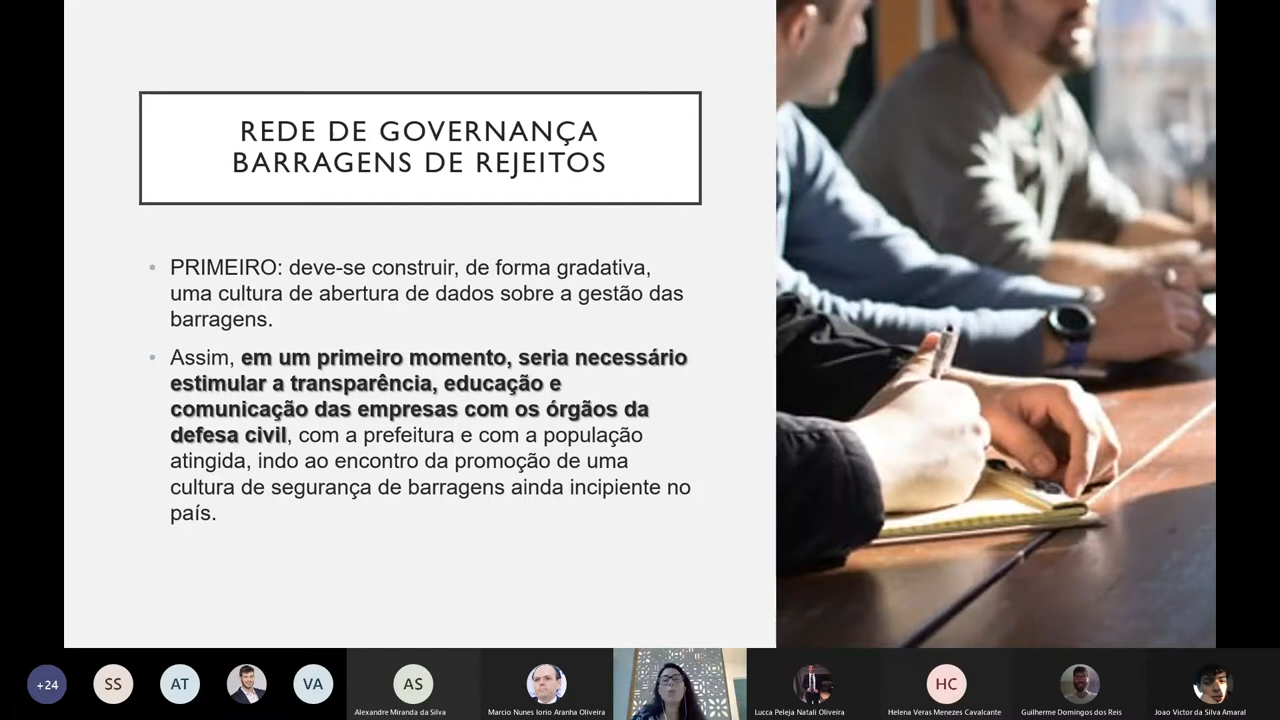 REDE DE GOVERNANÇA
BARRAGENS DE REJEITOS
• PRIMEIRO: deve-se construir, de forma gradativa,
uma cultura de abertura de dados sobre a gestão das
barragens.
• Assim, em um primeiro momento, seria necessário
estimular a transparência, educação e
comunicação das empresas com os órgãos da
defesa civil, com a prefeitura e com a população
atingida, indo ao encontro da promoção de uma
cultura de segurança de barragens ainda incipiente no
país.
+24
SS
AT
VA
AS
HC
Alexandre Miranda da Silva
Marcio Nunes Iorio Aranha Oliveira
Lucca Peleja Natali Oliveira
Helena Veras Menezes Cavalcante
Guilherme Domingos dos Reis
Joao Victor da Silva Amaral